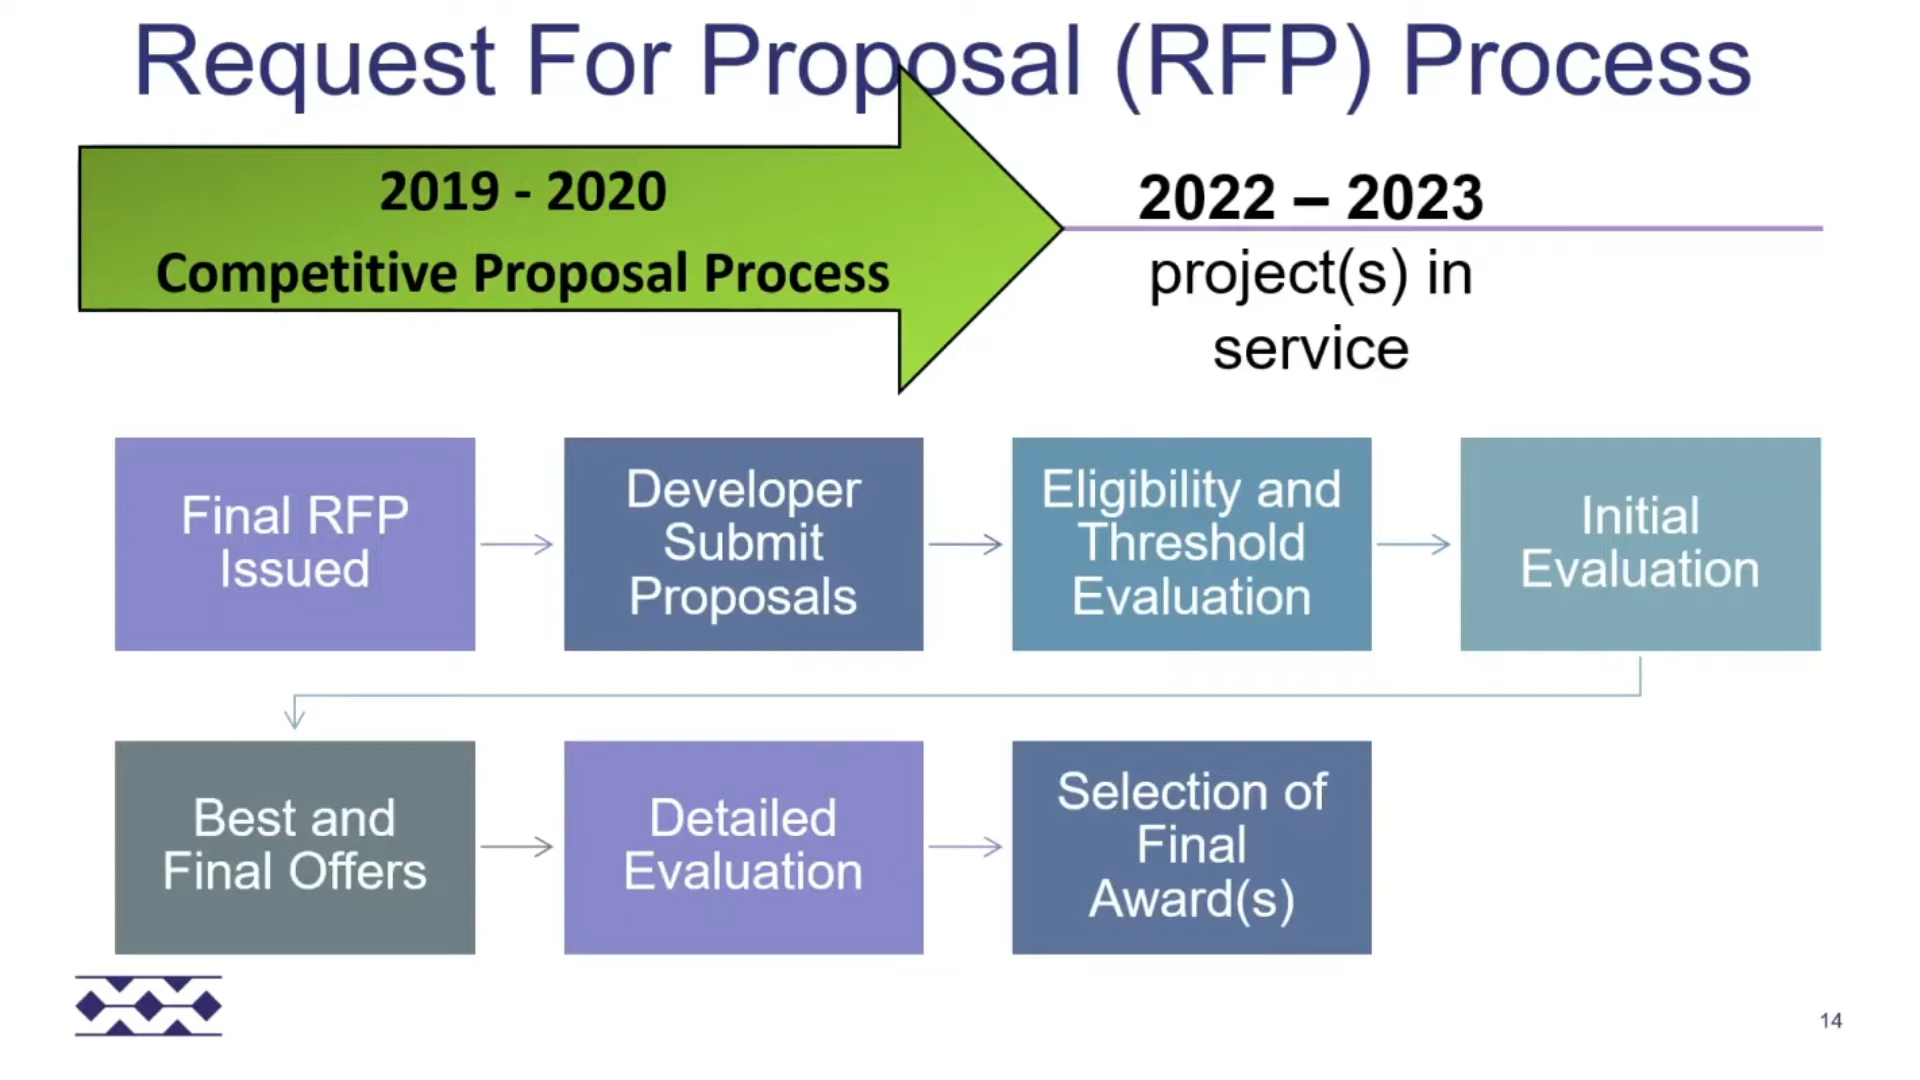 Request For Proposal (RFP) Process
2019 - 2020
Competitive Proposal Process
2022 – 2023
project(s) in
service
Final RFP
Issued
Developer
Submit
Proposals
Eligibility and
Threshold
Evaluation
Initial
Evaluation
Best and
Final Offers
Detailed
Evaluation
Selection of
Final
Award(s)
14